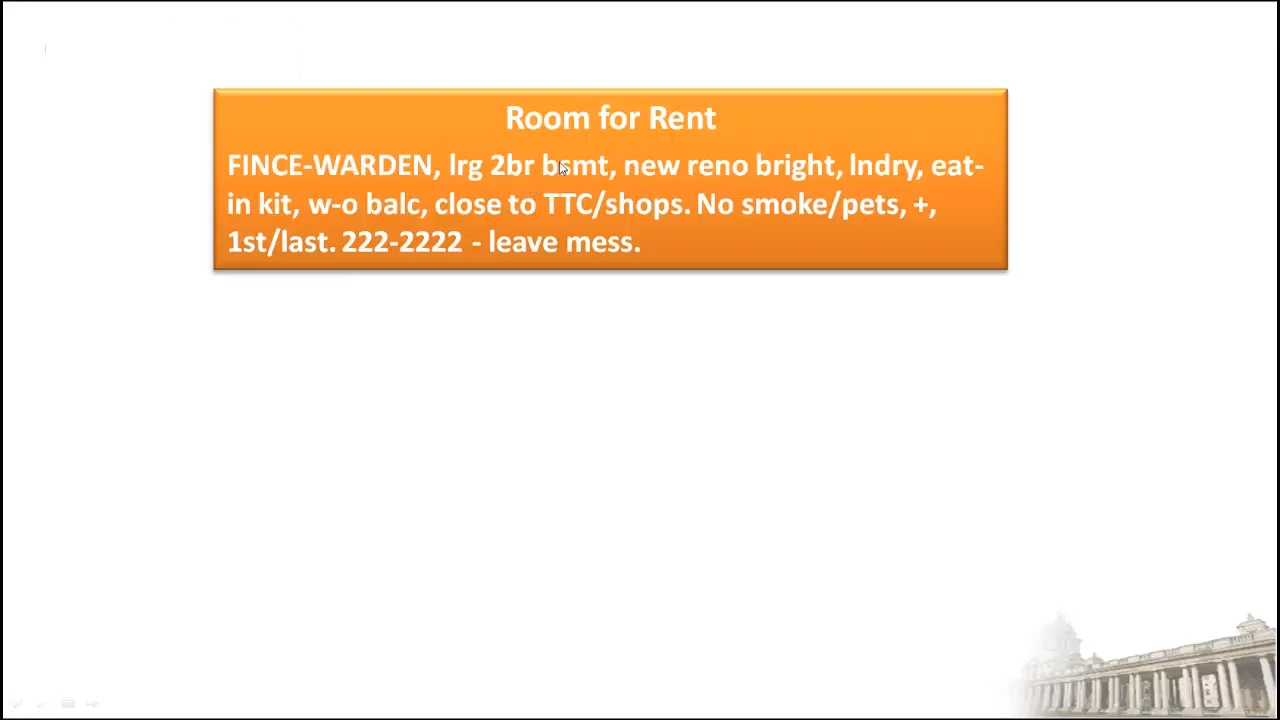 Room for Rent
FINCE-WARDEN, lrg 2br bsmt, new reno bright, lndry, eat-
in kit, w-o balc, close to TTC/shops. No smoke/pets, +,
1st/last. 222-2222 - leave mess.